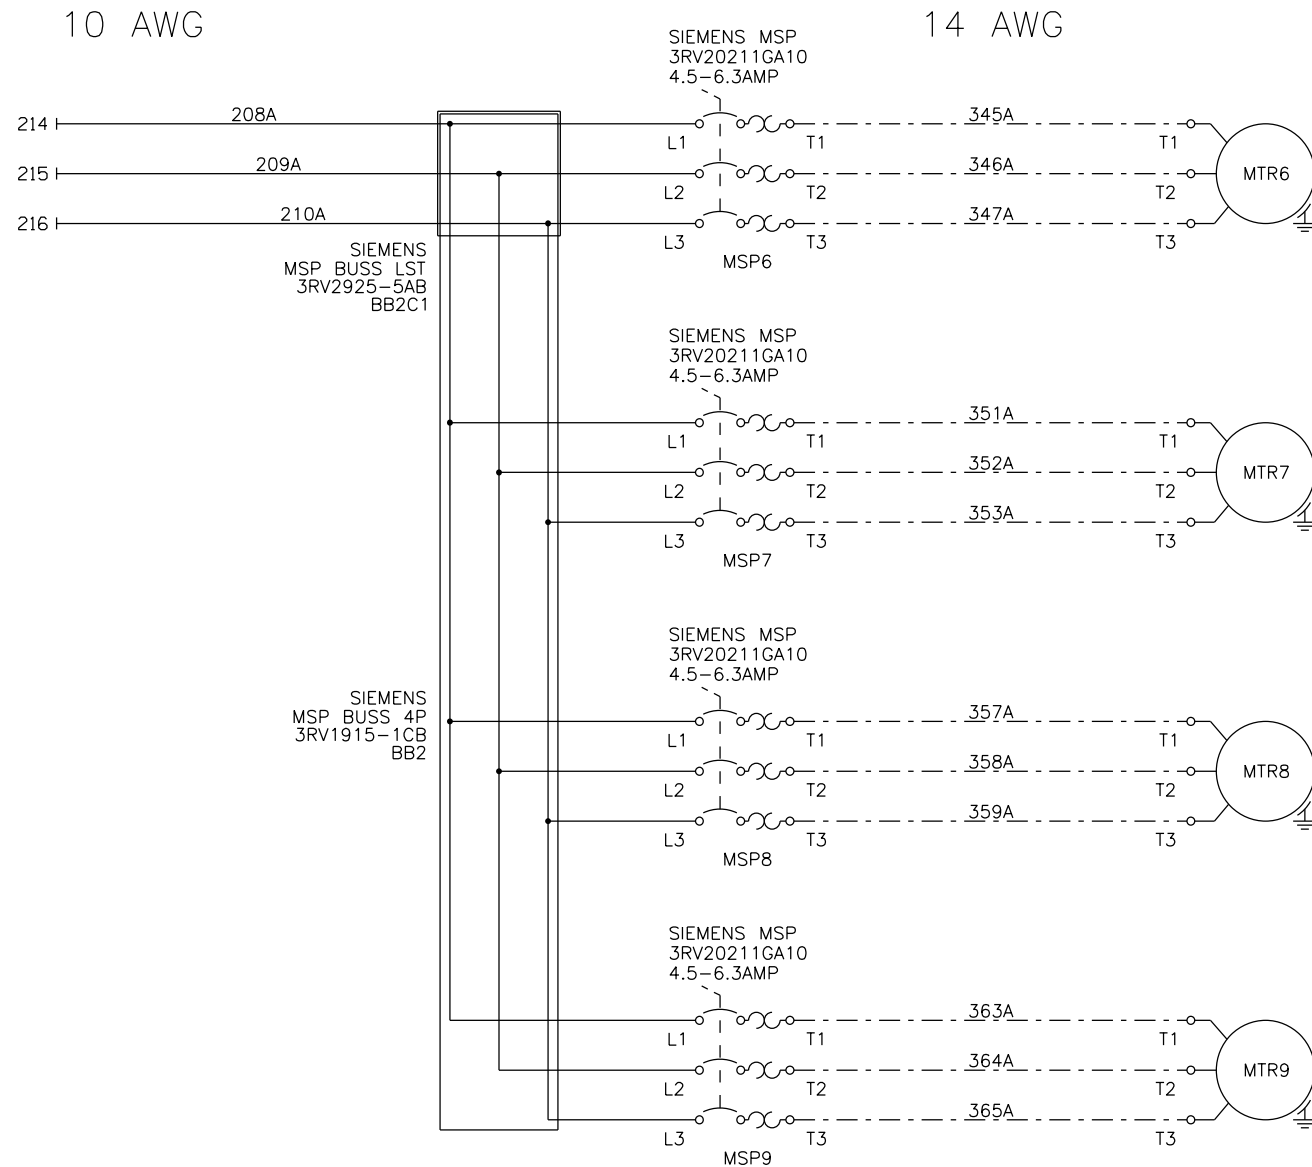 10 AWG
14 AWG
SIEMENS MSP
3RV20211GA10
4.5-6.3AMP
214
208A
345A
L1
T1
T1
215
209A
346A
MTR6
L2
T2
T2
216
210A
347A
L3
T3
T3
MSP6
SIEMENS
MSP BUSS LST
3RV2925-5AB
BB2C1
SIEMENS MSP
3RV20211GA10
4.5-6.3AMP
351A
L1
T1
T1
352A
MTR7
L2
T2
T2
353A
L3
T3
T3
MSP7
SIEMENS MSP
3RV20211GA10
4.5-6.3AMP
SIEMENS
MSP BUSS 4P
3RV1915-1CB
BB2
357A
L1
T1
T1
358A
MTR8
L2
T2
T2
359A
L3
T3
T3
MSP8
SIEMENS MSP
3RV20211GA10
4.5-6.3AMP
363A
L1
T1
T1
364A
MTR9
L2
T2
T2
365A
L3
T3
T3
MSP9